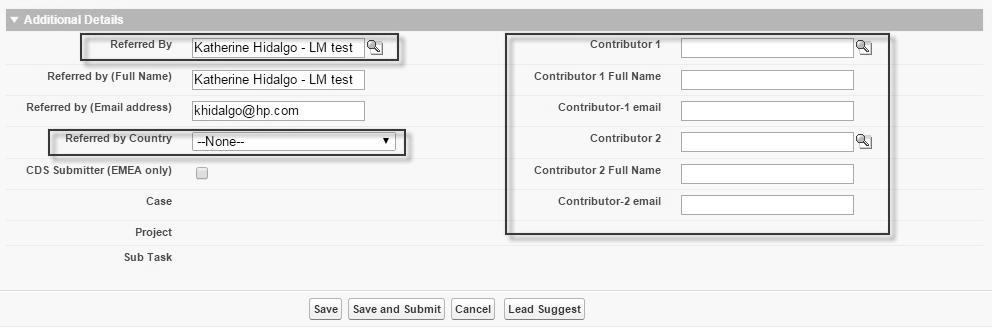 Additional Details
Referred By Katherine Hidalgo - LM test
Contributor 1
Referred by (Full Name) Katherine Hidalgo - LM test
Contributor 1 Full Name
Referred by (Email address) khidalgo@hp.com
Contributor-1 email
Referred by Country --None--
Contributor 2
CDS Submitter (EMEA only)
Contributor 2 Full Name
Case
Contributor-2 email
Project
Sub Task
Save Save and Submit Cancel Lead Suggest